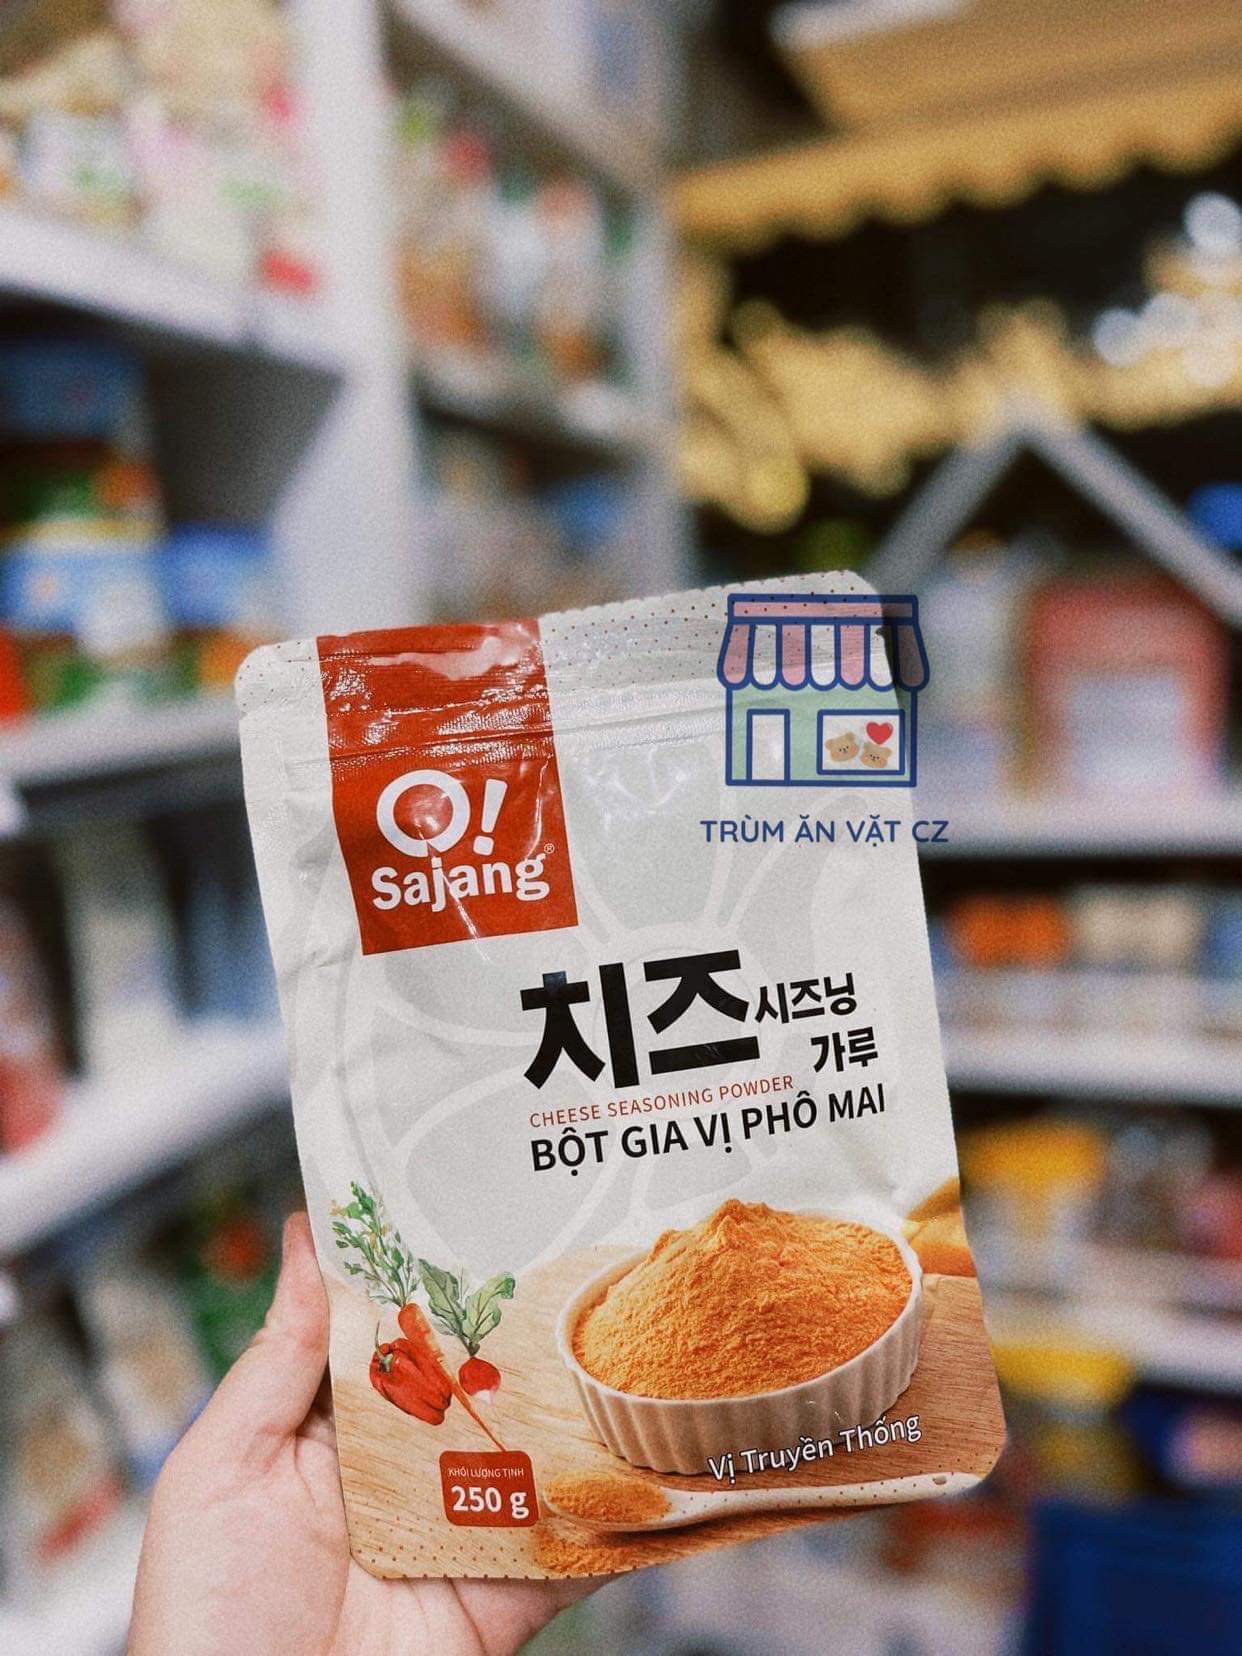 TRÙM ĂN VẶT CZ
O!
Sajang®
치즈 시즈닝
가루
CHEESE SEASONING POWDER
BỘT GIA VỊ PHÔ MAI
Vị Truyền Thống
KHỐI LƯỢNG TỊNH
250 g